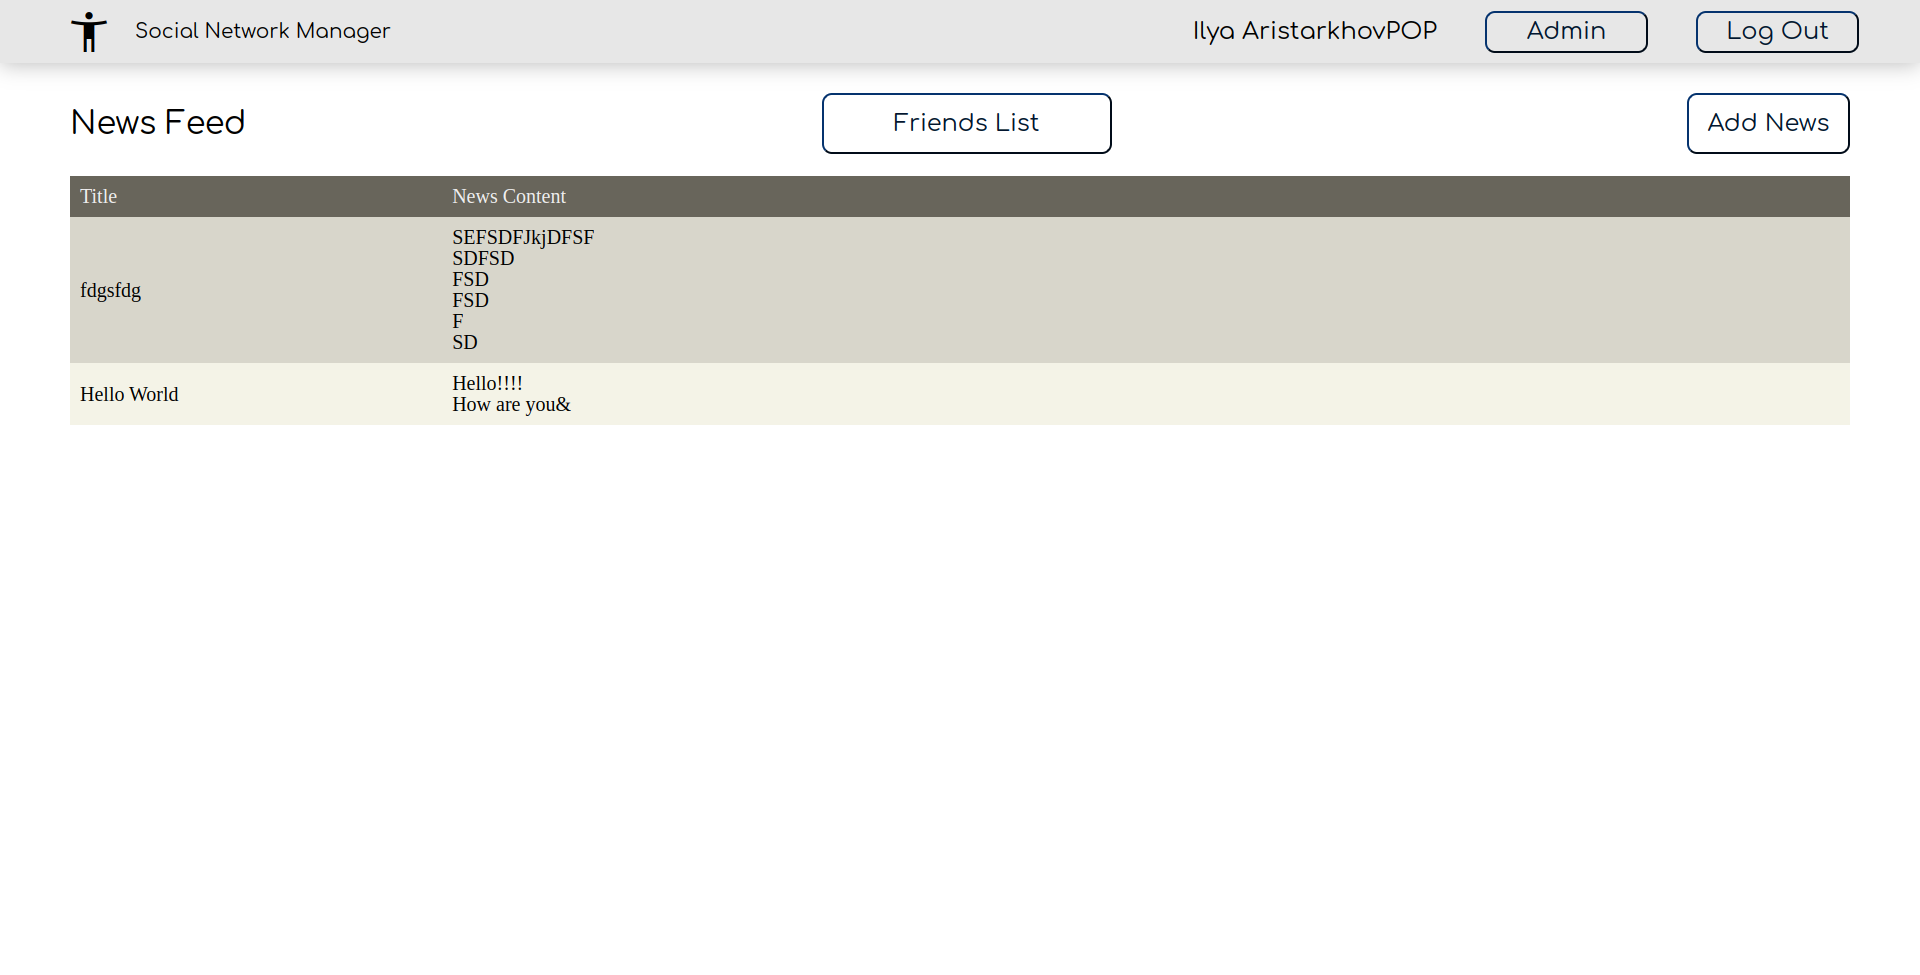 Social Network Manager
Ilya AristarkhovPOP
Admin
Log Out
News Feed
Friends List
Add News
Title
News Content
fdgsfdg
SEFSDFJkjDFSF
SDFSD
FSD
FSD
F
SD
Hello World
Hello!!!!
How are you&